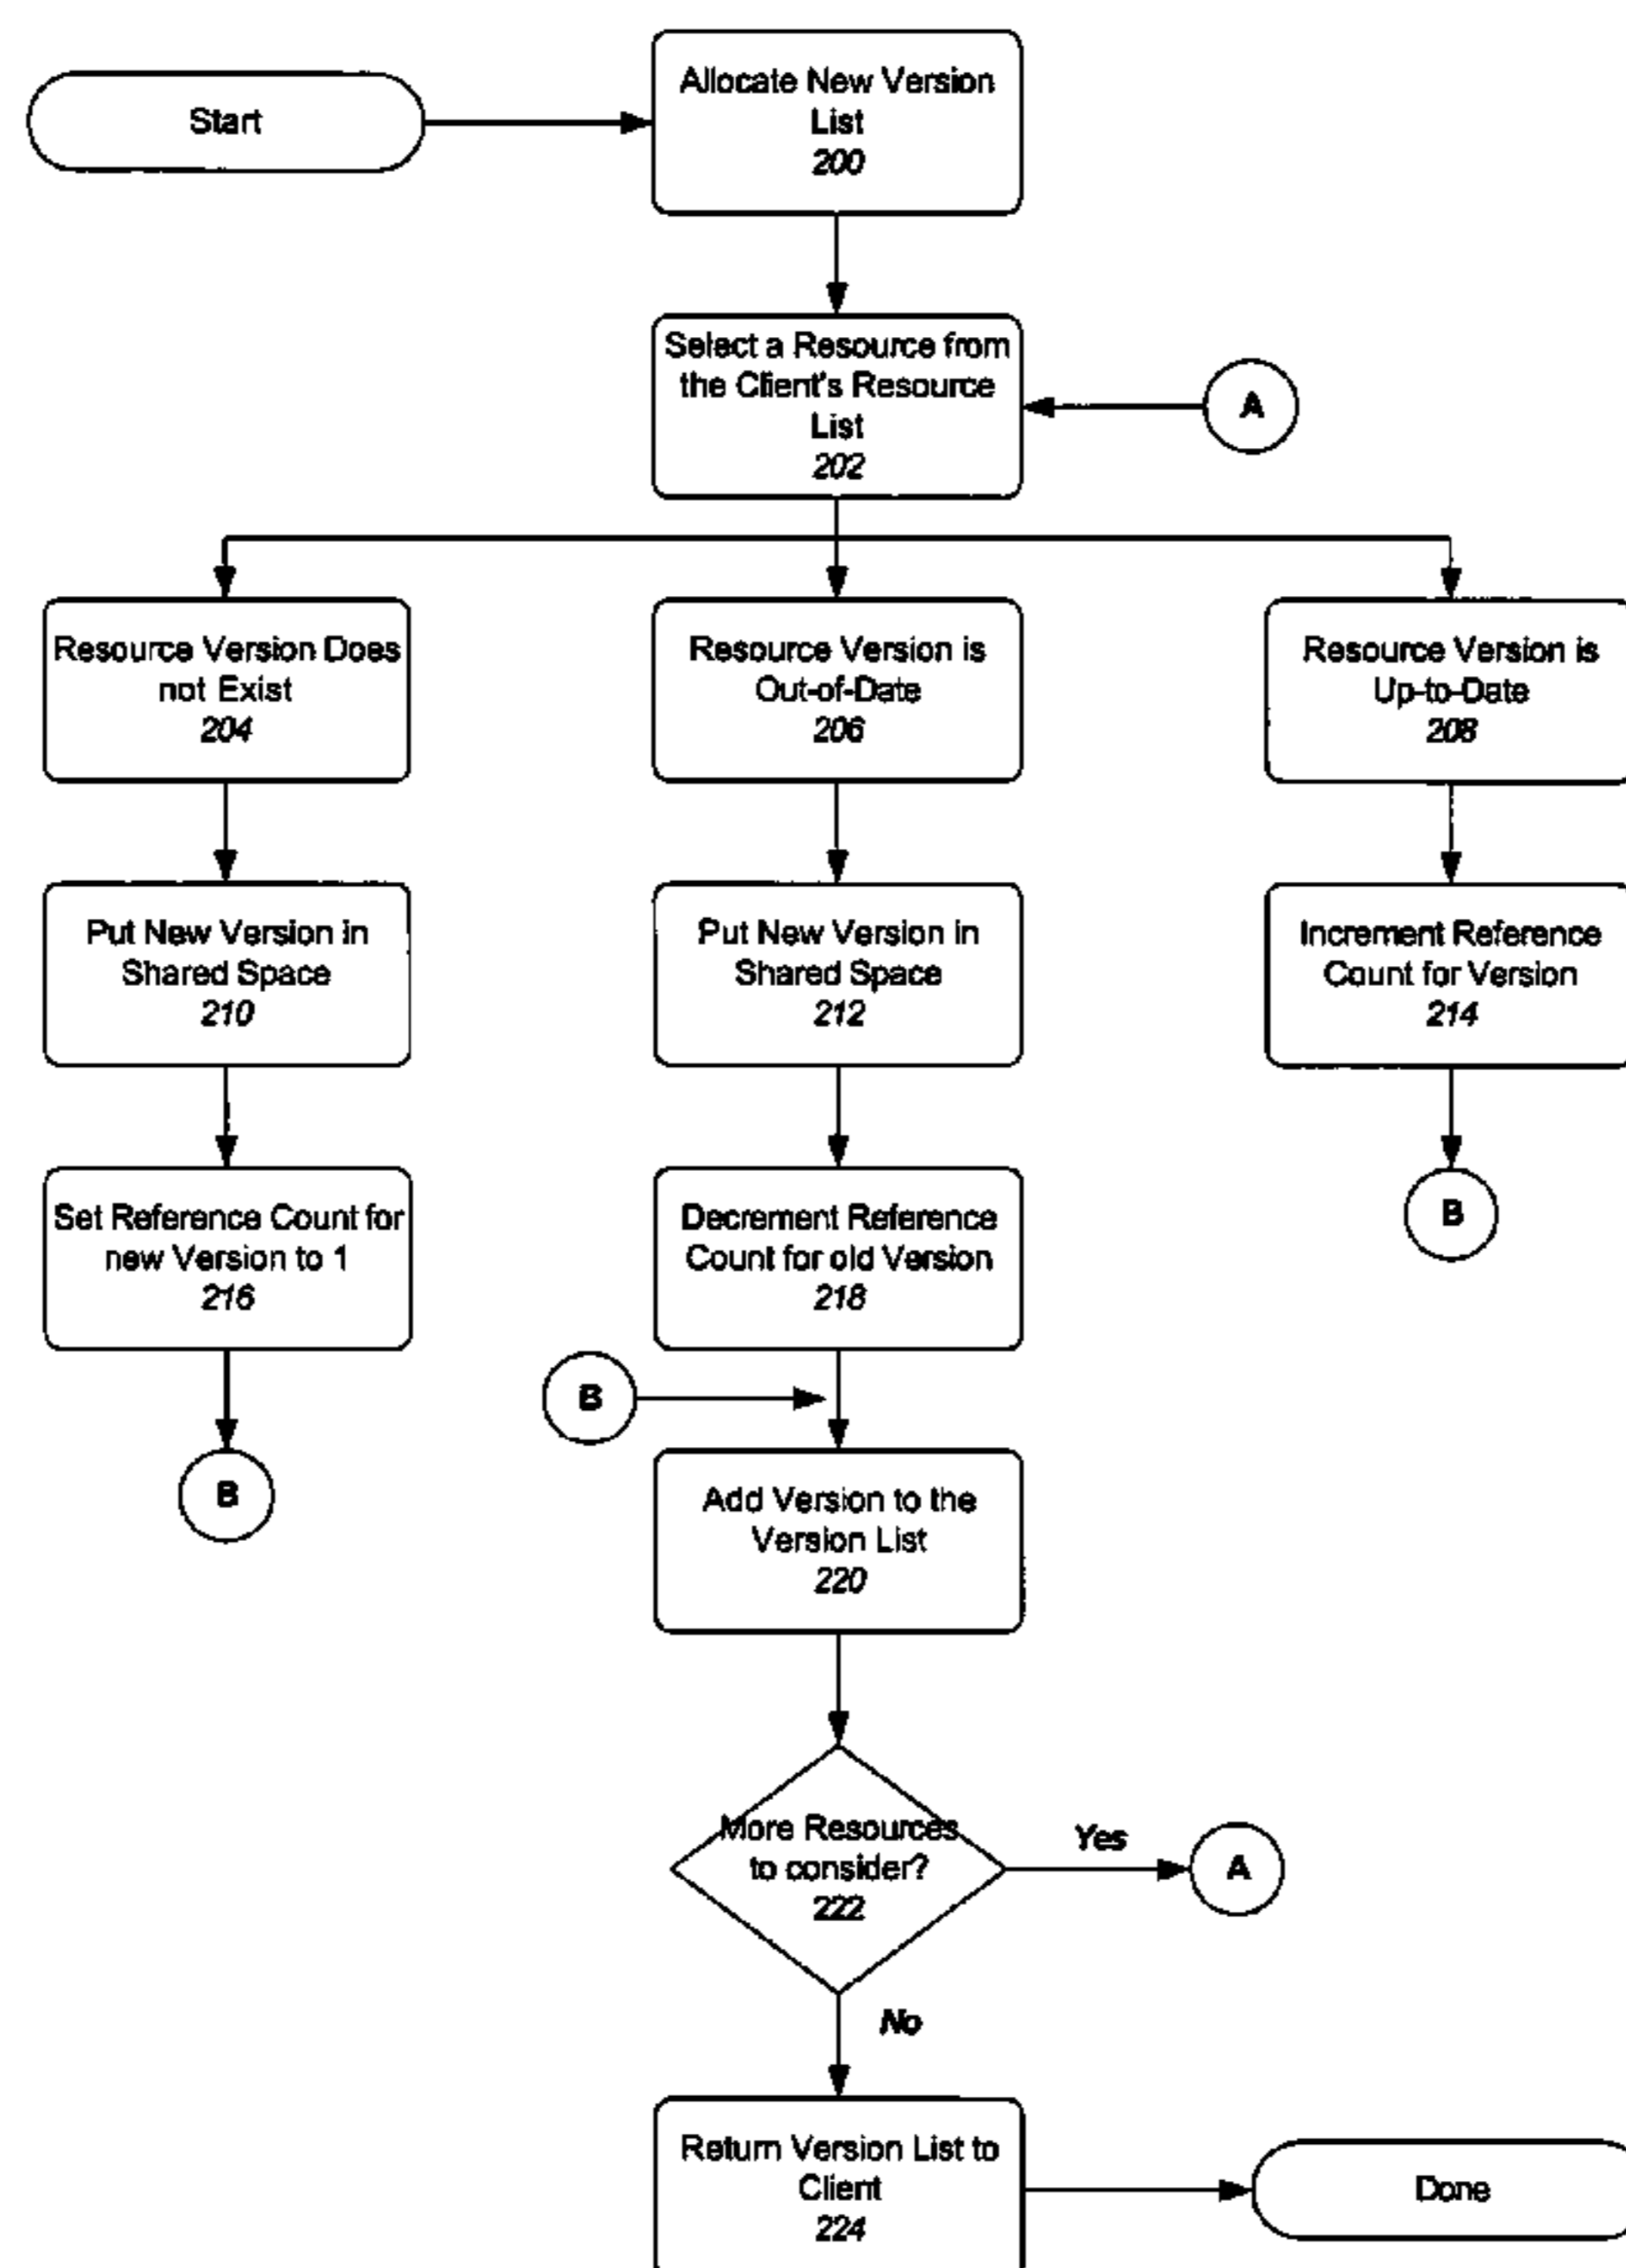 Start
Allocate New Version
List
200
Select a Resource from
the Client's Resource
List
202
A
Resource Version Does
not Exist
204
Resource Version is
Out-of-Date
206
Resource Version is
Up-to-Date
208
Put New Version in
Shared Space
210
Put New Version in
Shared Space
212
Increment Reference
Count for Version
214
Set Reference Count for
new Version to 1
216
Decrement Reference
Count for old Version
218
B
B
B
Add Version to the
Version List
220
More Resources
to consider?
222
Yes
A
No
Return Version List to
Client
224
Done